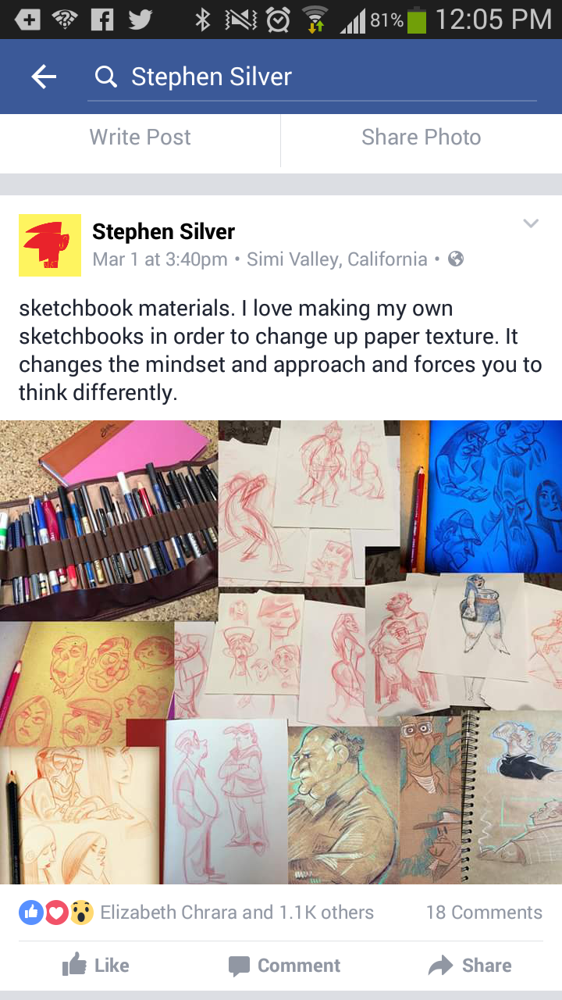 81% 12:05 PM
Stephen Silver
Write Post Share Photo
Stephen Silver
Mar 1 at 3:40pm • Simi Valley, California •
sketchbook materials. I love making my own
sketchbooks in order to change up paper texture. It
changes the mindset and approach and forces you to
think differently.
Elizabeth Chrara and 1.1K others 18 Comments
Like Comment Share